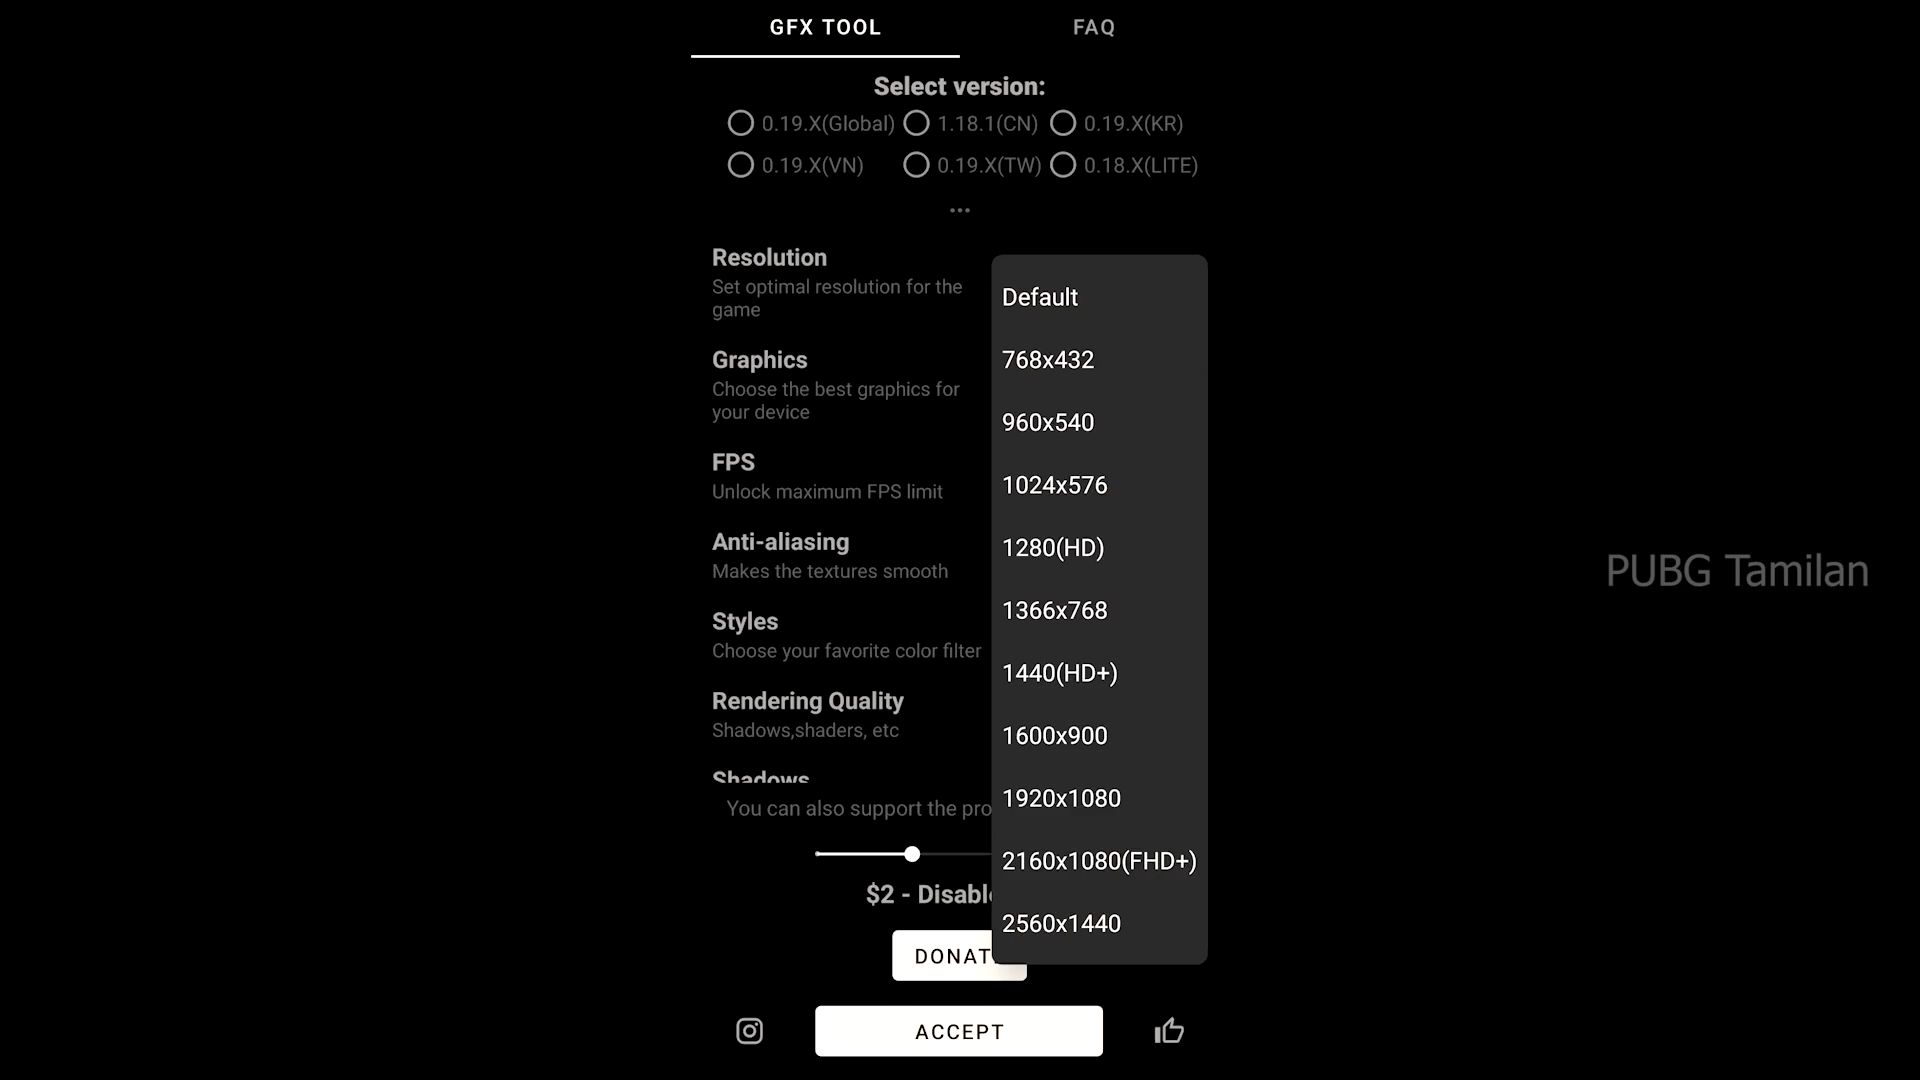 GFX TOOL
FAQ
Select version:
0.19.X(Global)
1.18.1(CN)
0.19.X(KR)
0.19.X(VN)
0.19.X(TW)
0.18.X(LITE)
...
Resolution
Set optimal resolution for the
game
Graphics
Choose the best graphics for
your device
FPS
Unlock maximum FPS limit
Anti-aliasing
Makes the textures smooth
Styles
Choose your favorite color filter
Rendering Quality
Shadows,shaders, etc
Shadows
You can also support the pro
$2 - Disabl
DONAT
ACCEPT
Default
768x432
960x540
1024x576
1280(HD)
1366x768
1440(HD+)
1600x900
1920x1080
2160x1080(FHD+)
2560x1440
PUBG Tamilan